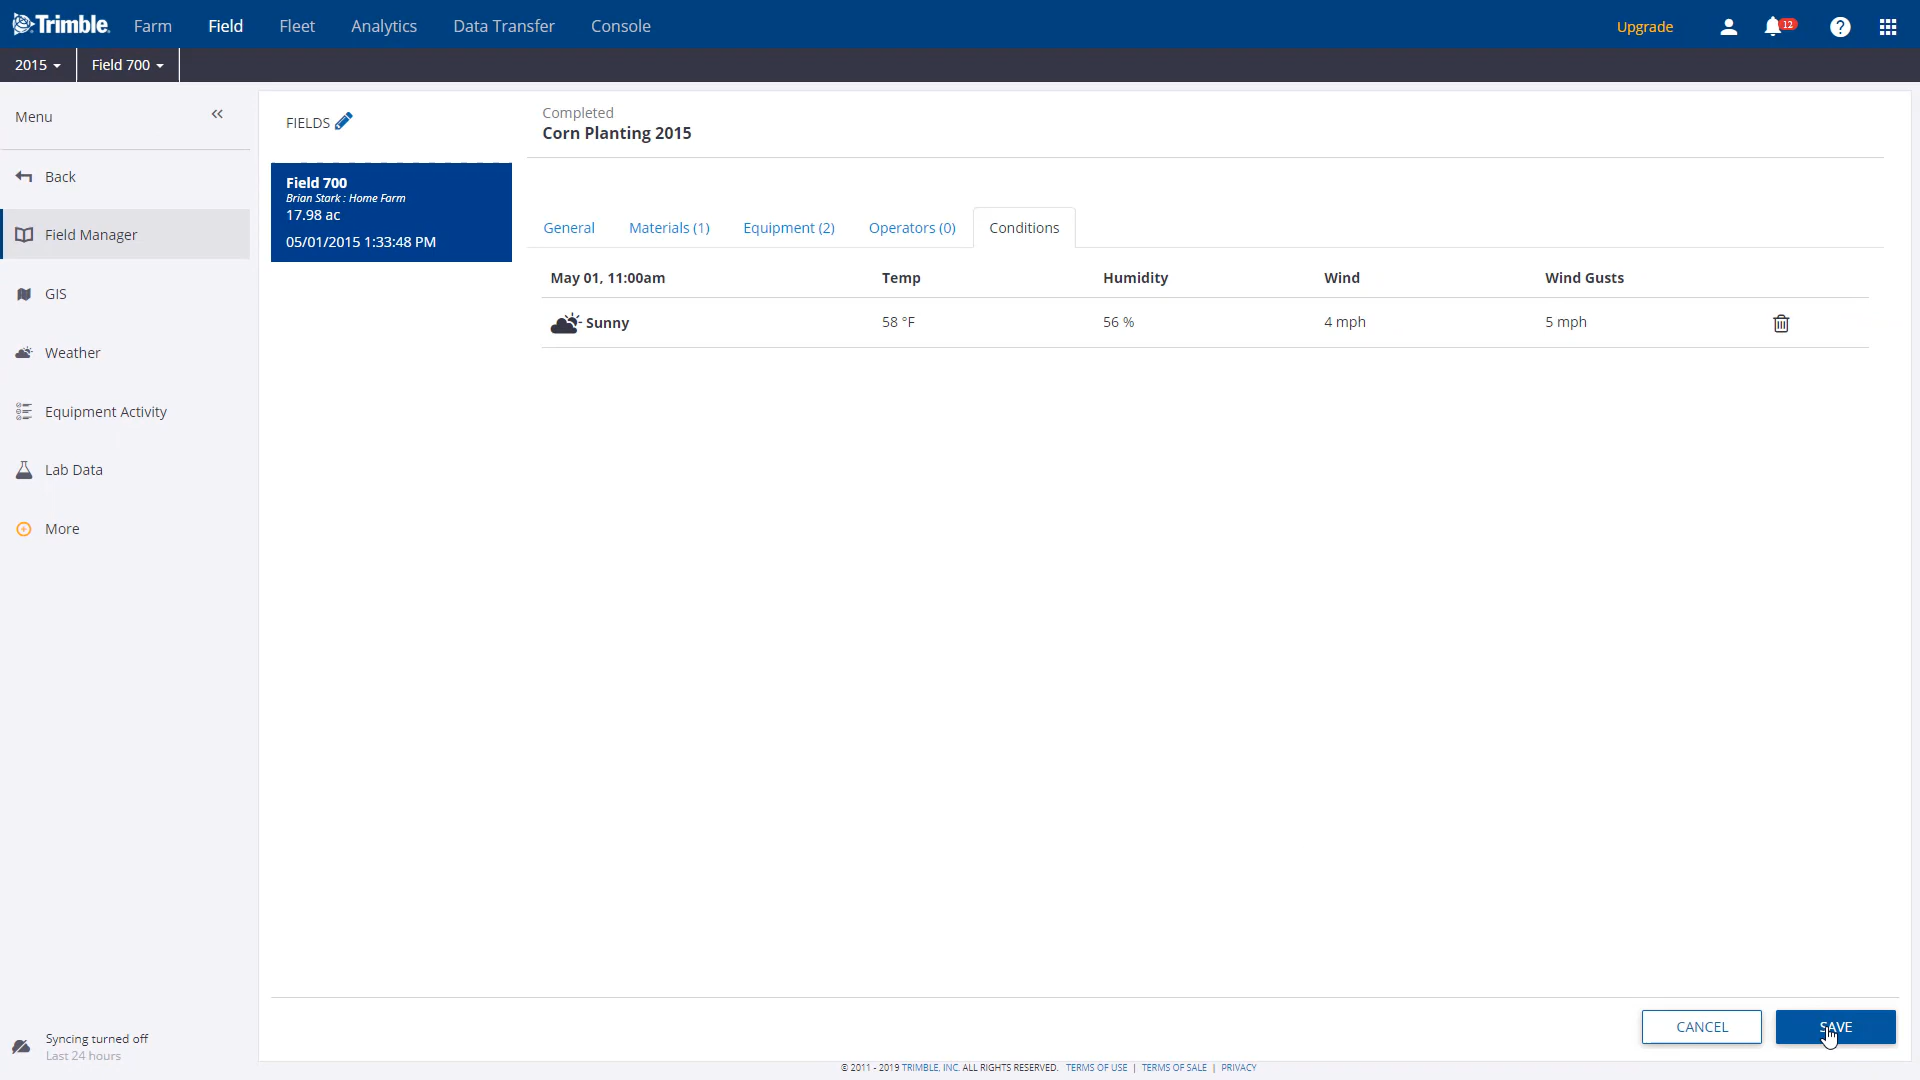 Trimble Farm Field Fleet Analytics Data Transfer Console Upgrade 12 ?
2015 Field 700
Menu
Back
Field Manager
GIS
Weather
Equipment Activity
Lab Data
More
Syncing turned off
Last 24 hours
FIELDS
Field 700
Brian Stark : Home Farm
17.98 ac
05/01/2015 1:33:48 PM
Completed
Corn Planting 2015
General Materials (1) Equipment (2) Operators (0) Conditions
May 01, 11:00am Temp Humidity Wind Wind Gusts
Sunny 58 °F 56 % 4 mph 5 mph
CANCEL SAVE
© 2011 - 2019 TRIMBLE, INC. ALL RIGHTS RESERVED. TERMS OF USE | TERMS OF SALE | PRIVACY